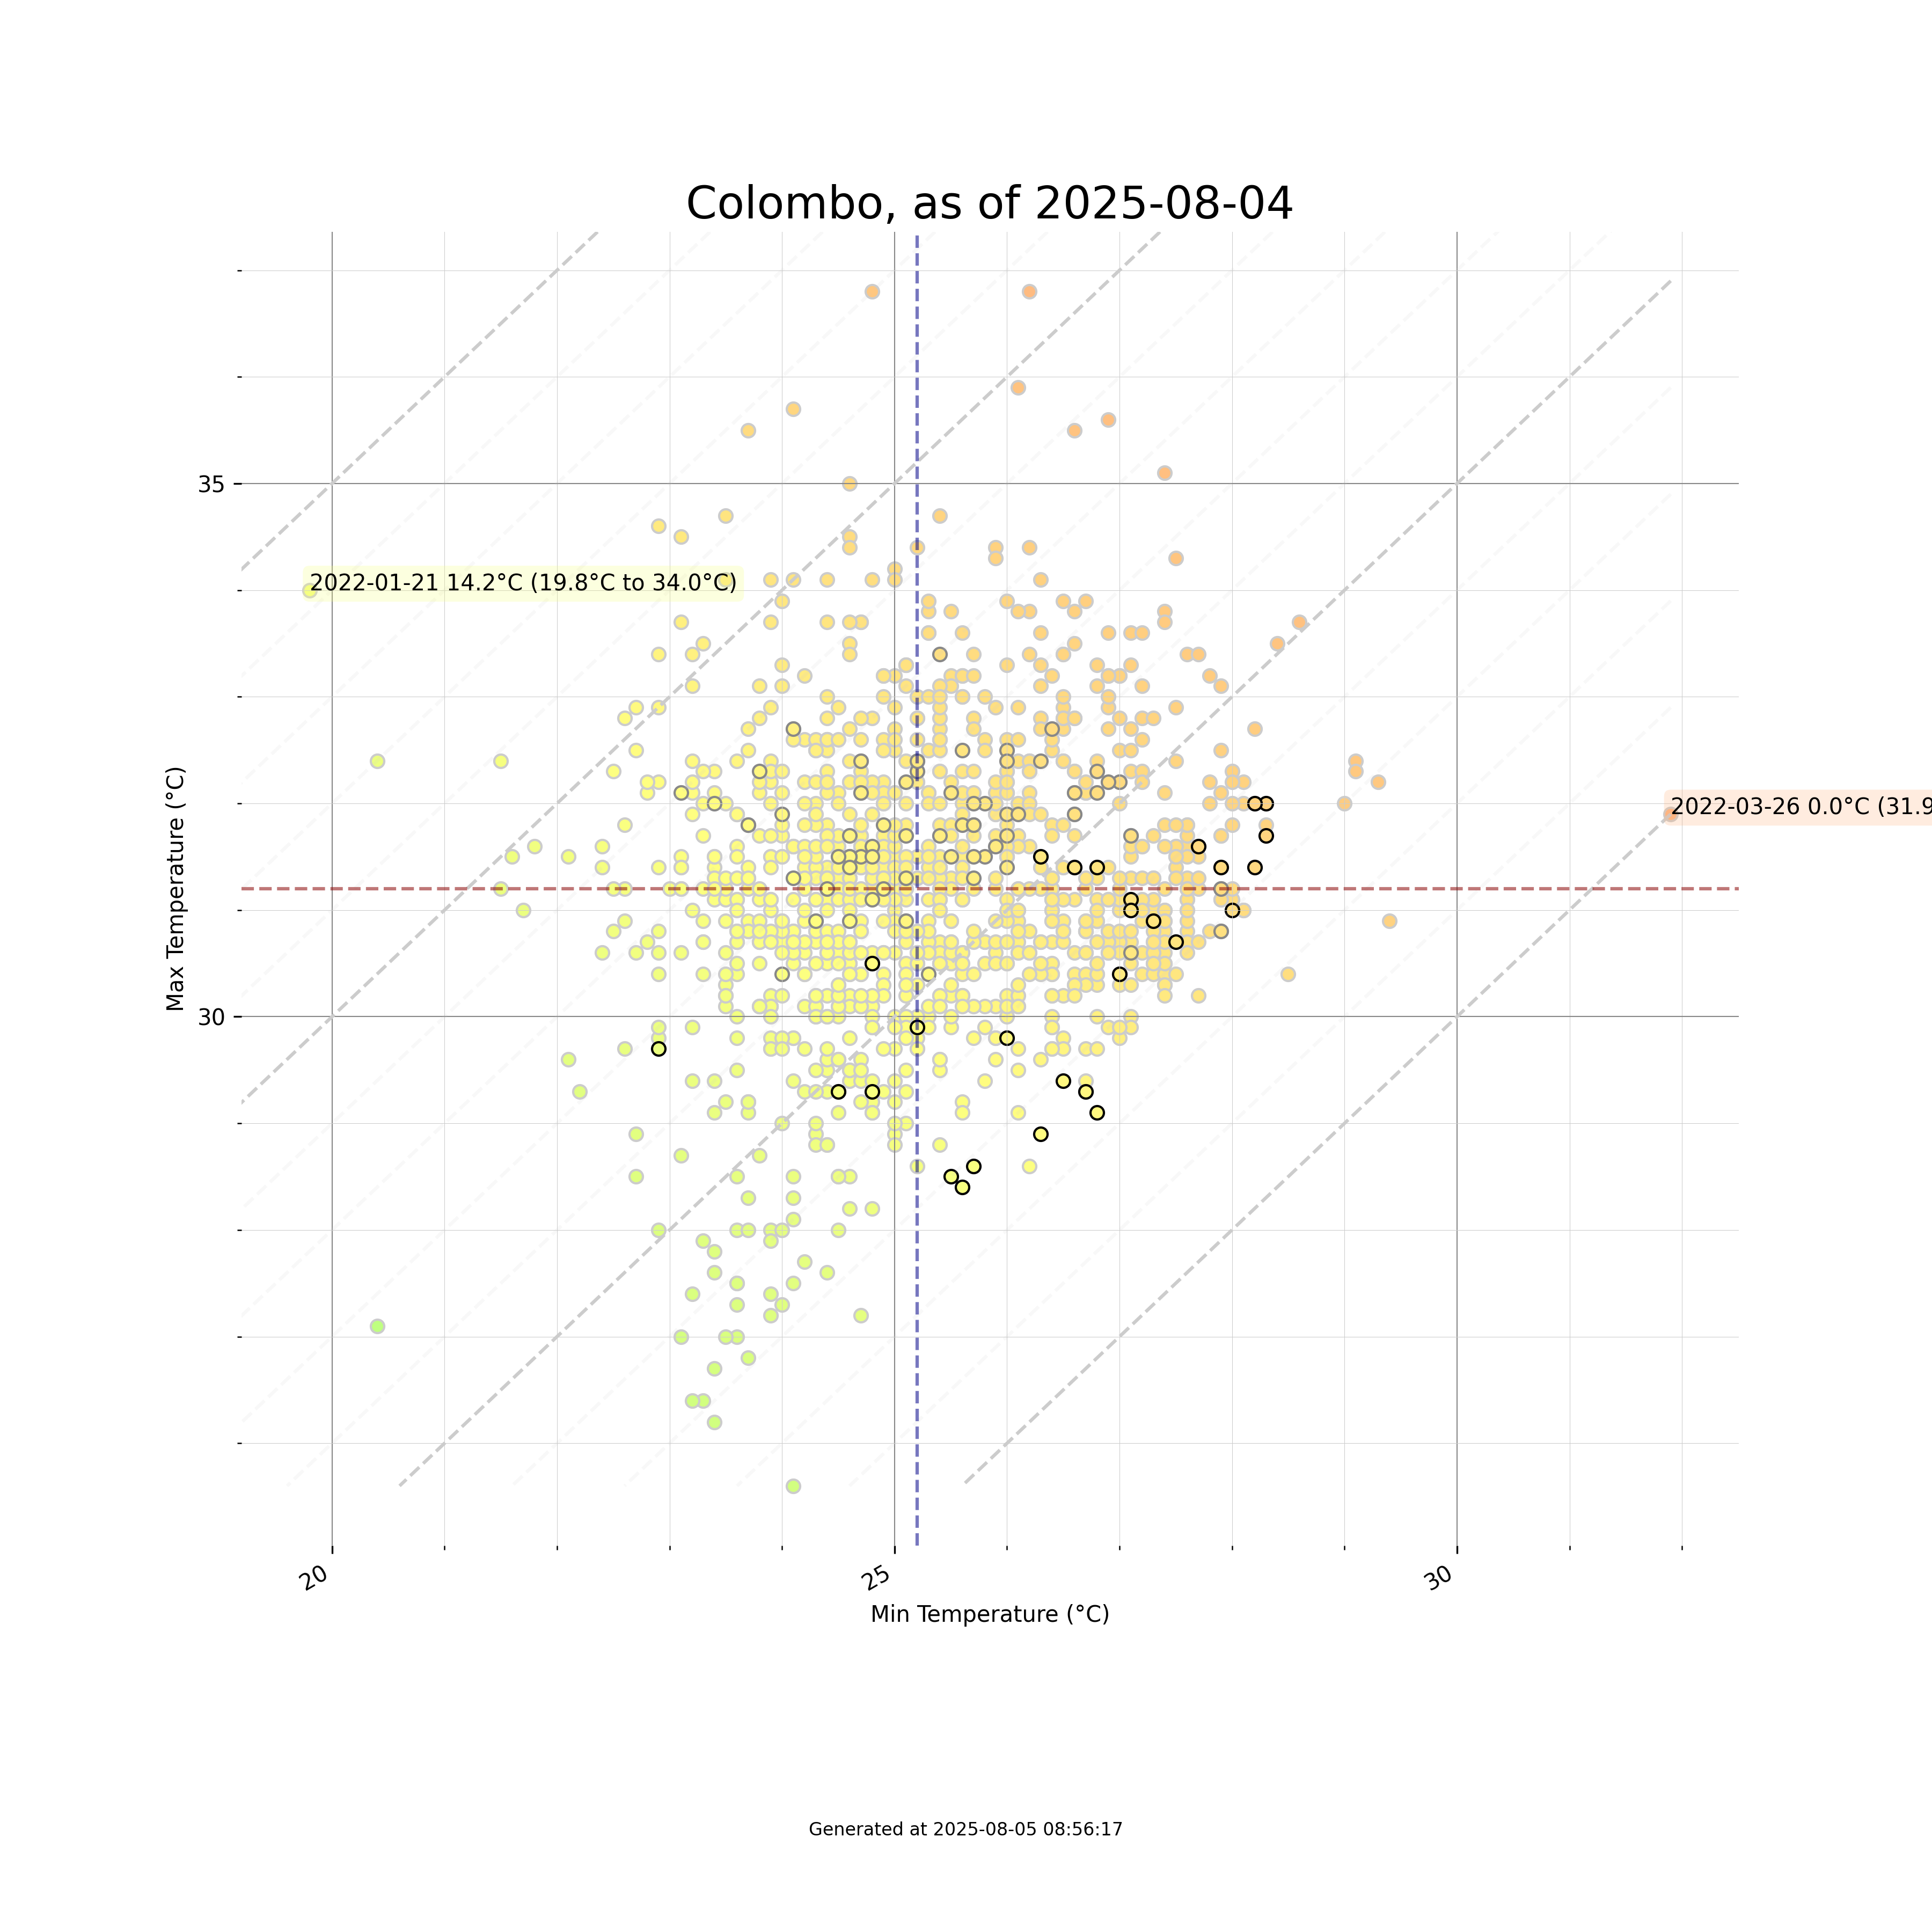 Colombo, as of 2025-08-04
Max Temperature (°C)
35
30
2022-01-21 14.2°C (19.8°C to 34.0°C)
2022-03-26 0.0°C (31.9
20
25
30
Min Temperature (°C)
Generated at 2025-08-05 08:56:17